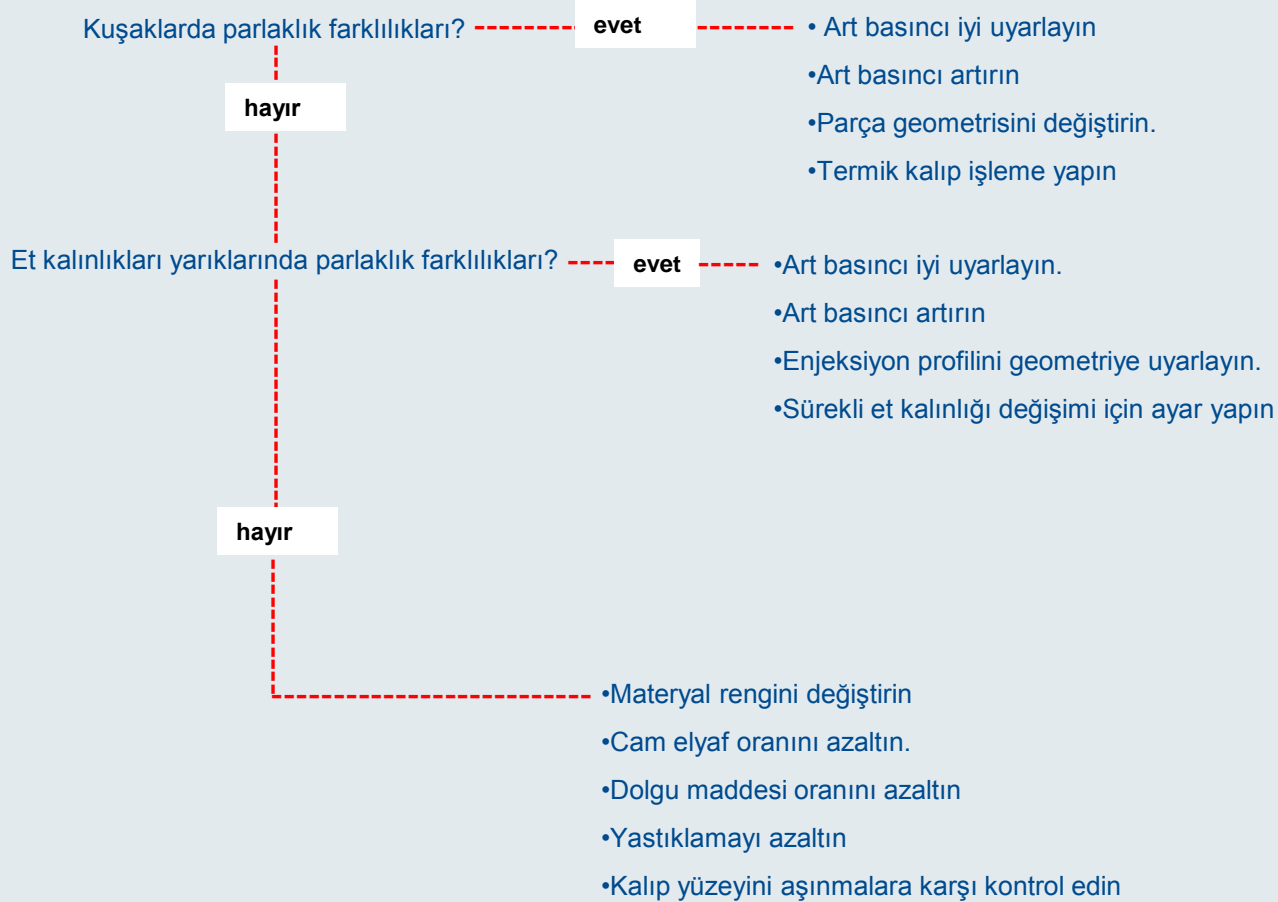 Kuşaklarda parlaklık farklılıkları?
evet
• Art basıncı iyi uyarlayın
•Art basıncı artırın
•Parça geometrisini değiştirin.
•Termik kalıp işleme yapın
hayır
Et kalınlıkları yarıklarında parlaklık farklılıkları?
evet
•Art basıncı iyi uyarlayın.
•Art basıncı artırın
•Enjeksiyon profilini geometriye uyarlayın.
•Sürekli et kalınlığı değişimi için ayar yapın
hayır
•Materyal rengini değiştirin
•Cam elyaf oranını azaltın.
•Dolgu maddesi oranını azaltın
•Yastıklamayı azaltın
•Kalıp yüzeyini aşınmalara karşı kontrol edin